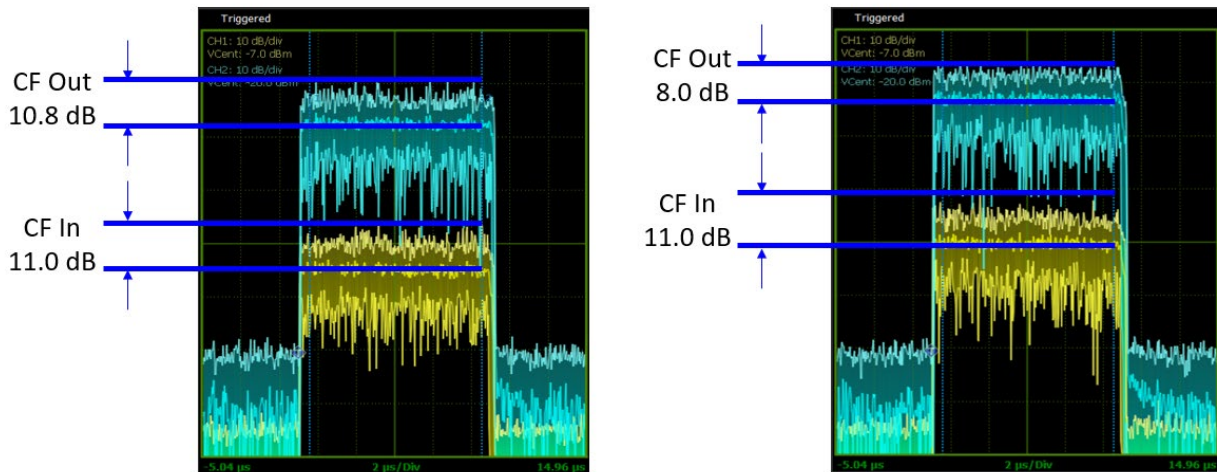 Triggered
CH1: 10 dB/div
VCent: -7.0 dBm
CH2: 10 dB/div
VCent: -20.0 dBm
CF Out
10.8 dB
CF In
11.0 dB
-5.04 µs
2 µs/Div
14.96 µs
Triggered
CH1: 10 dB/div
VCent: -7.0 dBm
CH2: 10 dB/div
VCent: -20.0 dBm
CF Out
8.0 dB
CF In
11.0 dB
-5.04 µs
2 µs/Div
14.96 µs